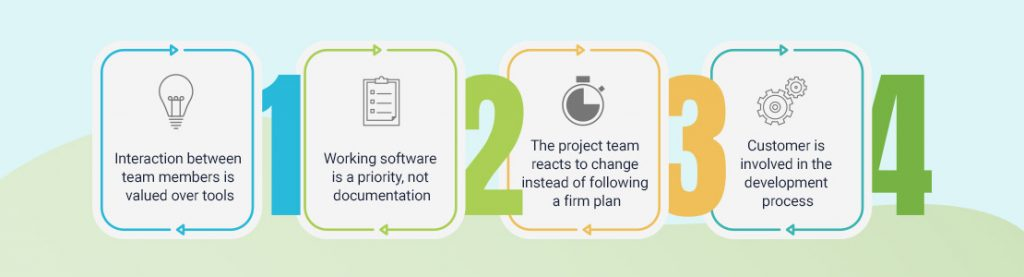 Interaction between
team members is
valued over tools
1
Working software
is a priority, not
documentation
2
The project team
reacts to change
instead of following
a firm plan
3
Customer is
involved in the
development
process
4